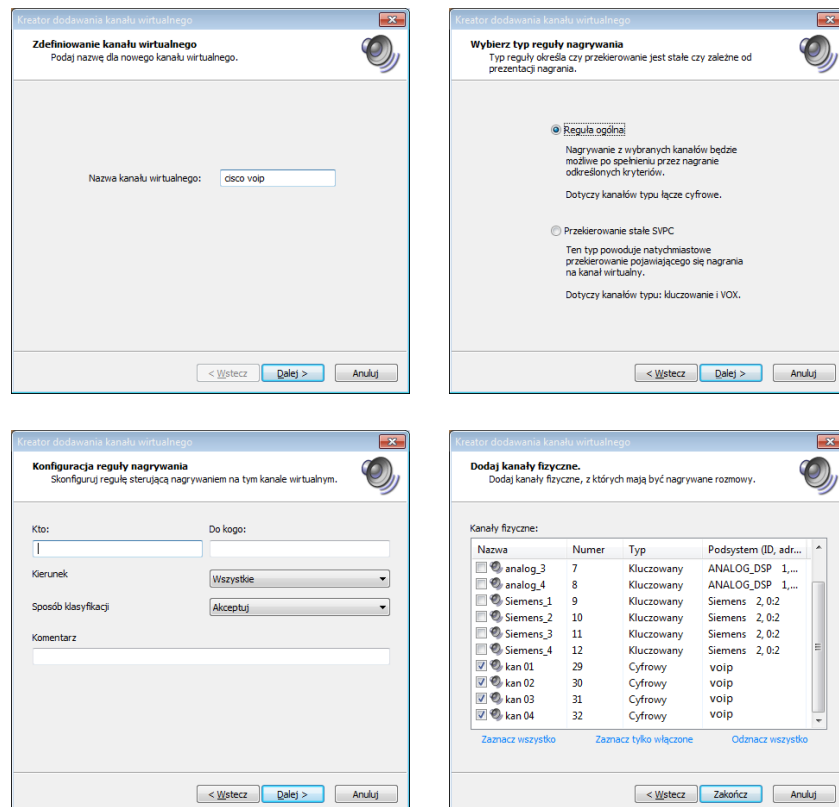 Kreator dodawania kanału wirtualnego
Zdefiniowanie kanału wirtualnego
Podaj nazwę dla nowego kanału wirtualnego.
Nazwa kanału wirtualnego: cisco voip
< Wstecz Dalej > Anuluj
Kreator dodawania kanału wirtualnego
Wybierz typ reguły nagrywania
Typ reguły określa czy przekierowanie jest stałe czy zależne od
prezentacji nagrania.
Reguła ogólna
Nagrywanie z wybranych kanałów będzie
możliwe po spełnieniu przez nagranie
odkreślonych kryteriów.
Dotyczy kanałów typu łącze cyfrowe.
Przekierowanie stałe SVPC
Ten typ powoduje natychmiastowe
przekierowanie pojawiającego się nagrania
na kanał wirtualny.
Dotyczy kanałów typu: kluczowanie i VOX.
< Wstecz Dalej > Anuluj
Kreator dodawania kanału wirtualnego
Konfiguracja reguły nagrywania
Skonfiguruj regułę sterującą nagrywaniem na tym kanale wirtualnym.
Kto: Do kogo:
Kierunek Wszystkie
Sposób klasyfikacji Akceptuj
Komentarz
< Wstecz Dalej > Anuluj
Kreator dodawania kanału wirtualnego
Dodaj kanały fizyczne.
Dodaj kanały fizyczne, z których mają być nagrywane rozmowy.
Kanały fizyczne:
Nazwa Numer Typ Podsystem (ID, adr...
analog_3 7 Kluczowany ANALOG_DSP 1,...
analog_4 8 Kluczowany ANALOG_DSP 1,...
Siemens_1 9 Kluczowany Siemens 2, 0:2
Siemens_2 10 Kluczowany Siemens 2, 0:2
Siemens_3 11 Kluczowany Siemens 2, 0:2
Siemens_4 12 Kluczowany Siemens 2, 0:2
kan 01 29 Cyfrowy voip
kan 02 30 Cyfrowy voip
kan 03 31 Cyfrowy voip
kan 04 32 Cyfrowy voip
Zaznacz wszystko Zaznacz tylko włączone Odznacz wszystko
< Wstecz Zakończ Anuluj